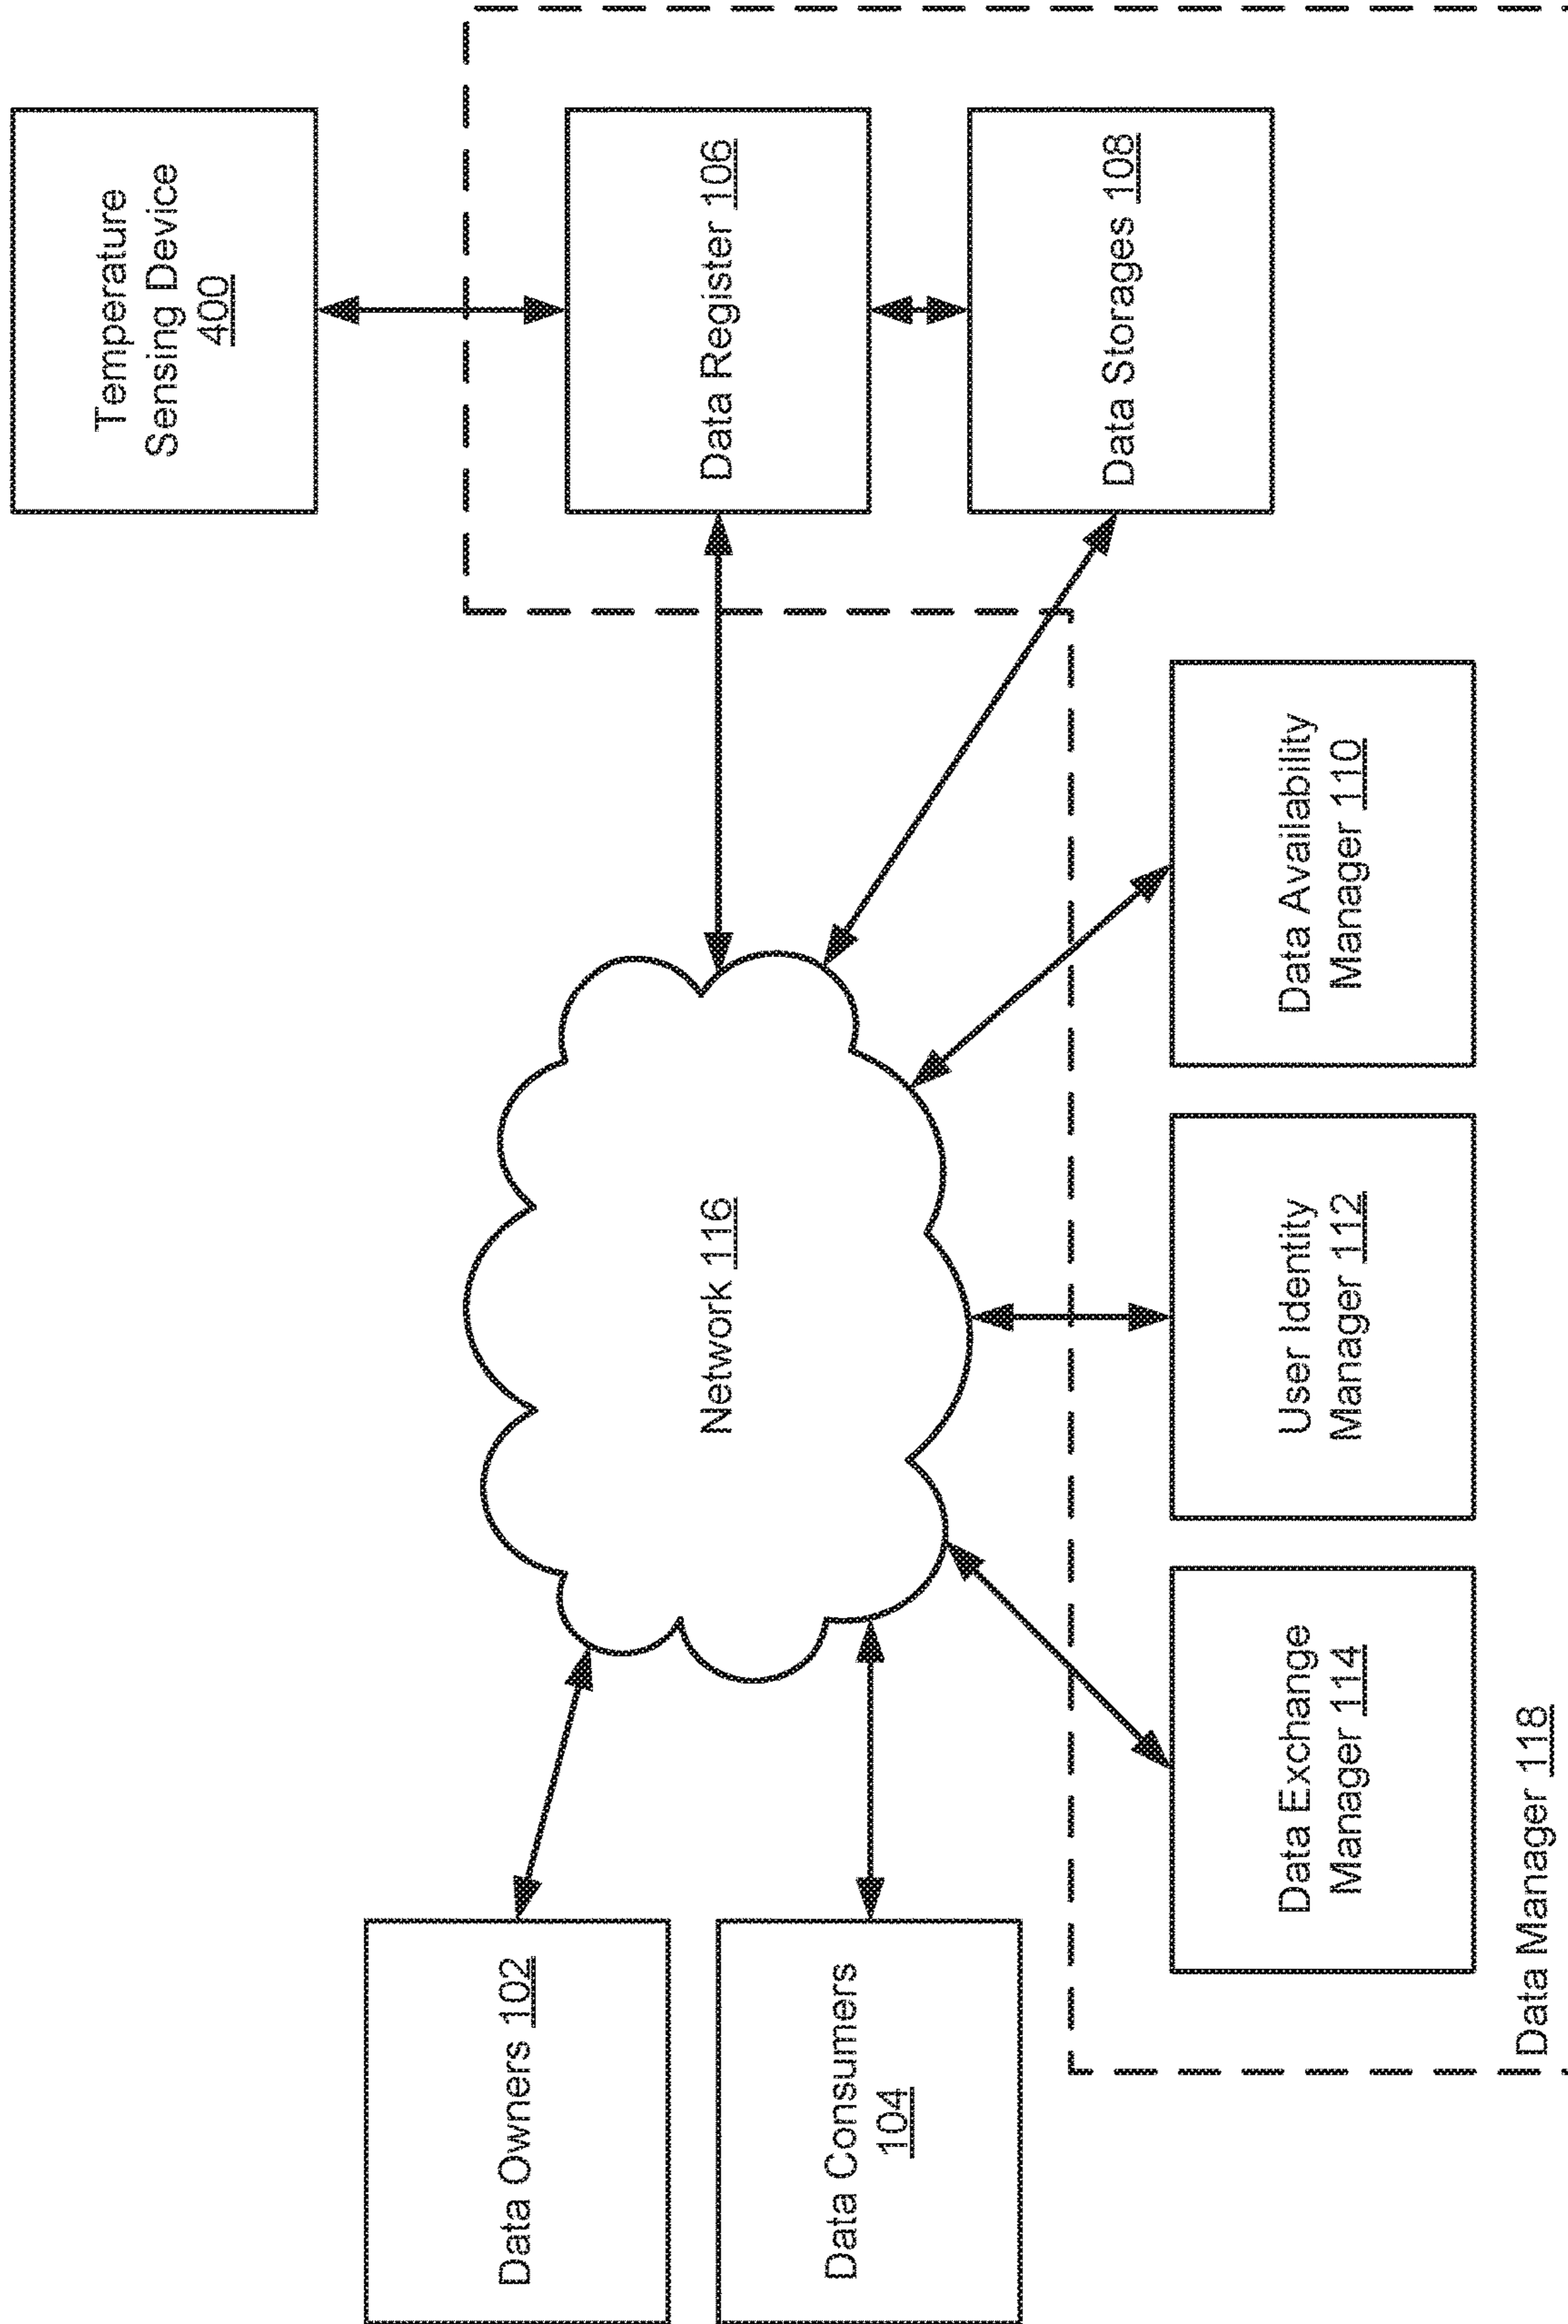 Temperature
Sensing Device
400
Data Owners 102
Data Register 106
Network 116
Data Consumers
104
Data Storages 108
Data Exchange
Manager 114
User Identity
Manager 112
Data Availability
Manager 110
Data Manager 118